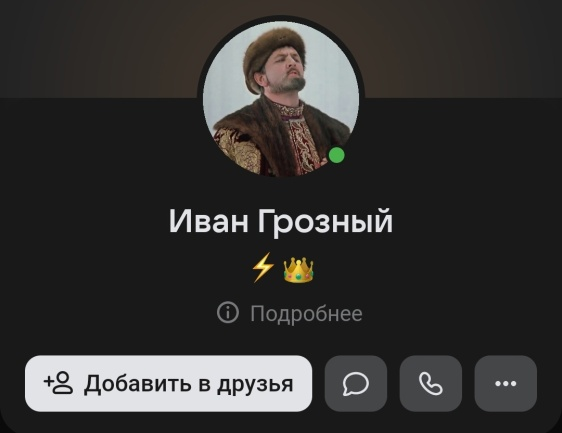 Иван Грозный
⚡👑
Подробнее
Добавить в друзья